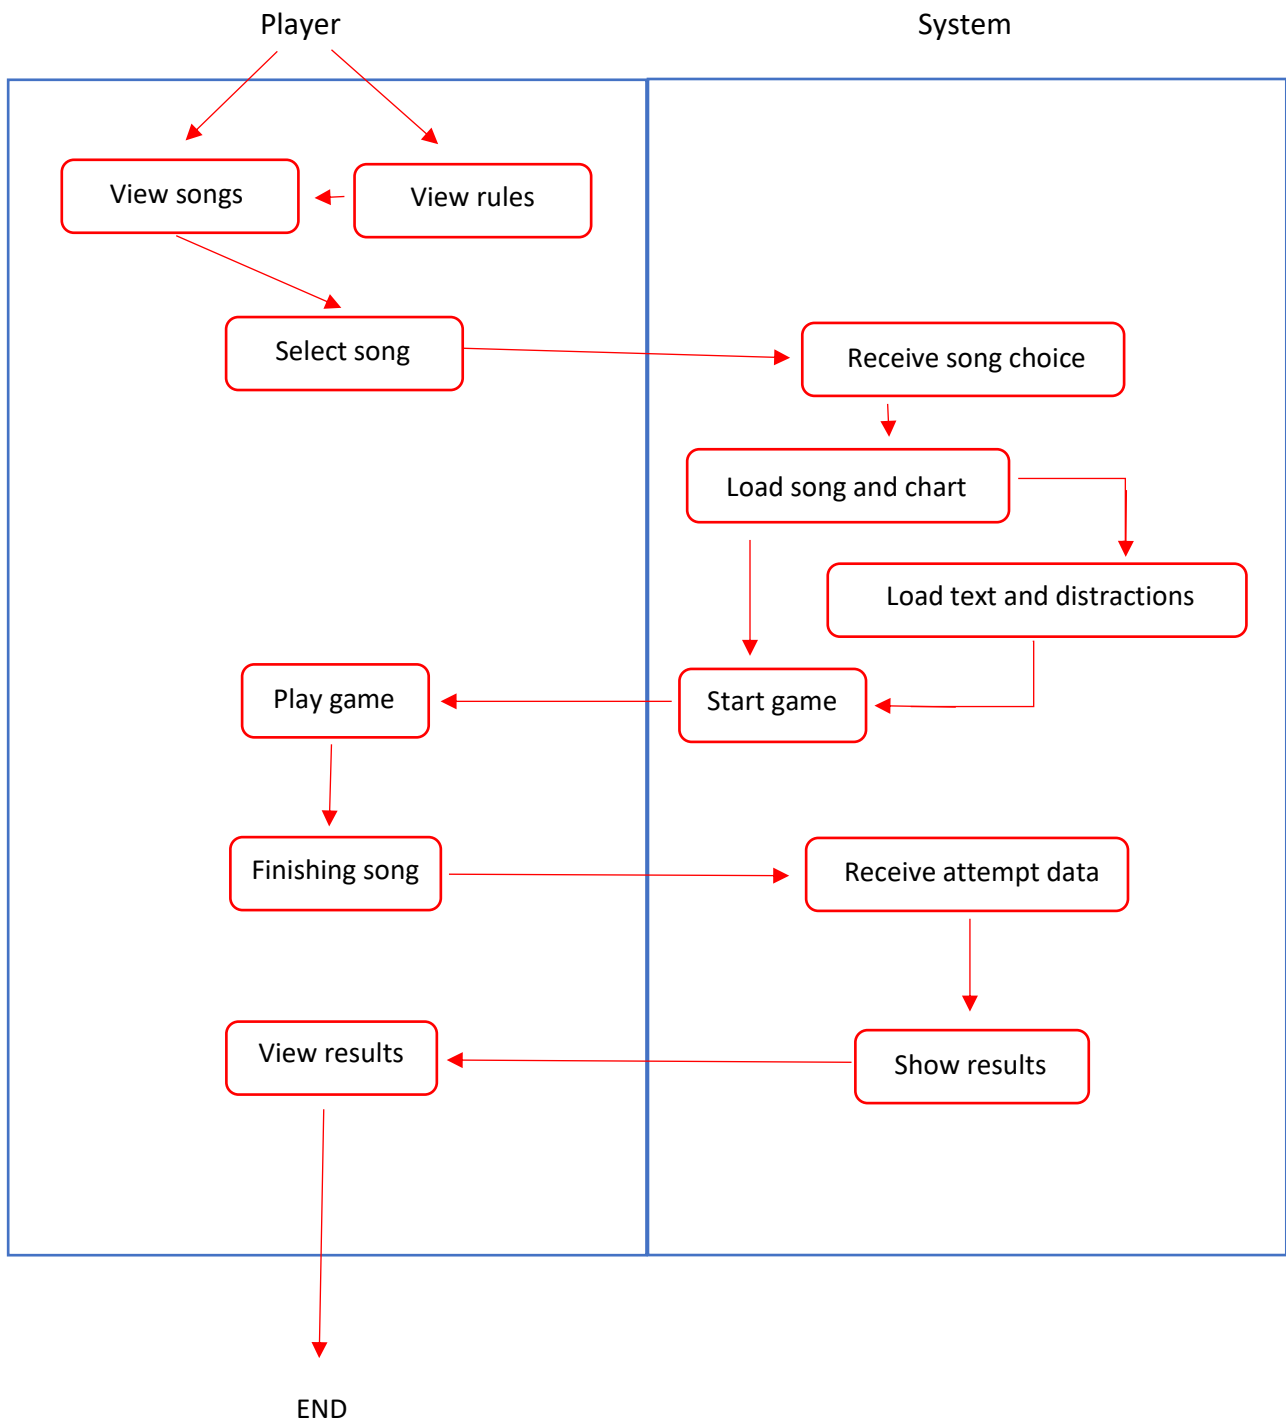 Player
System
View songs
View rules
Select song
Receive song choice
Load song and chart
Load text and distractions
Play game
Start game
Finishing song
Receive attempt data
View results
Show results
END